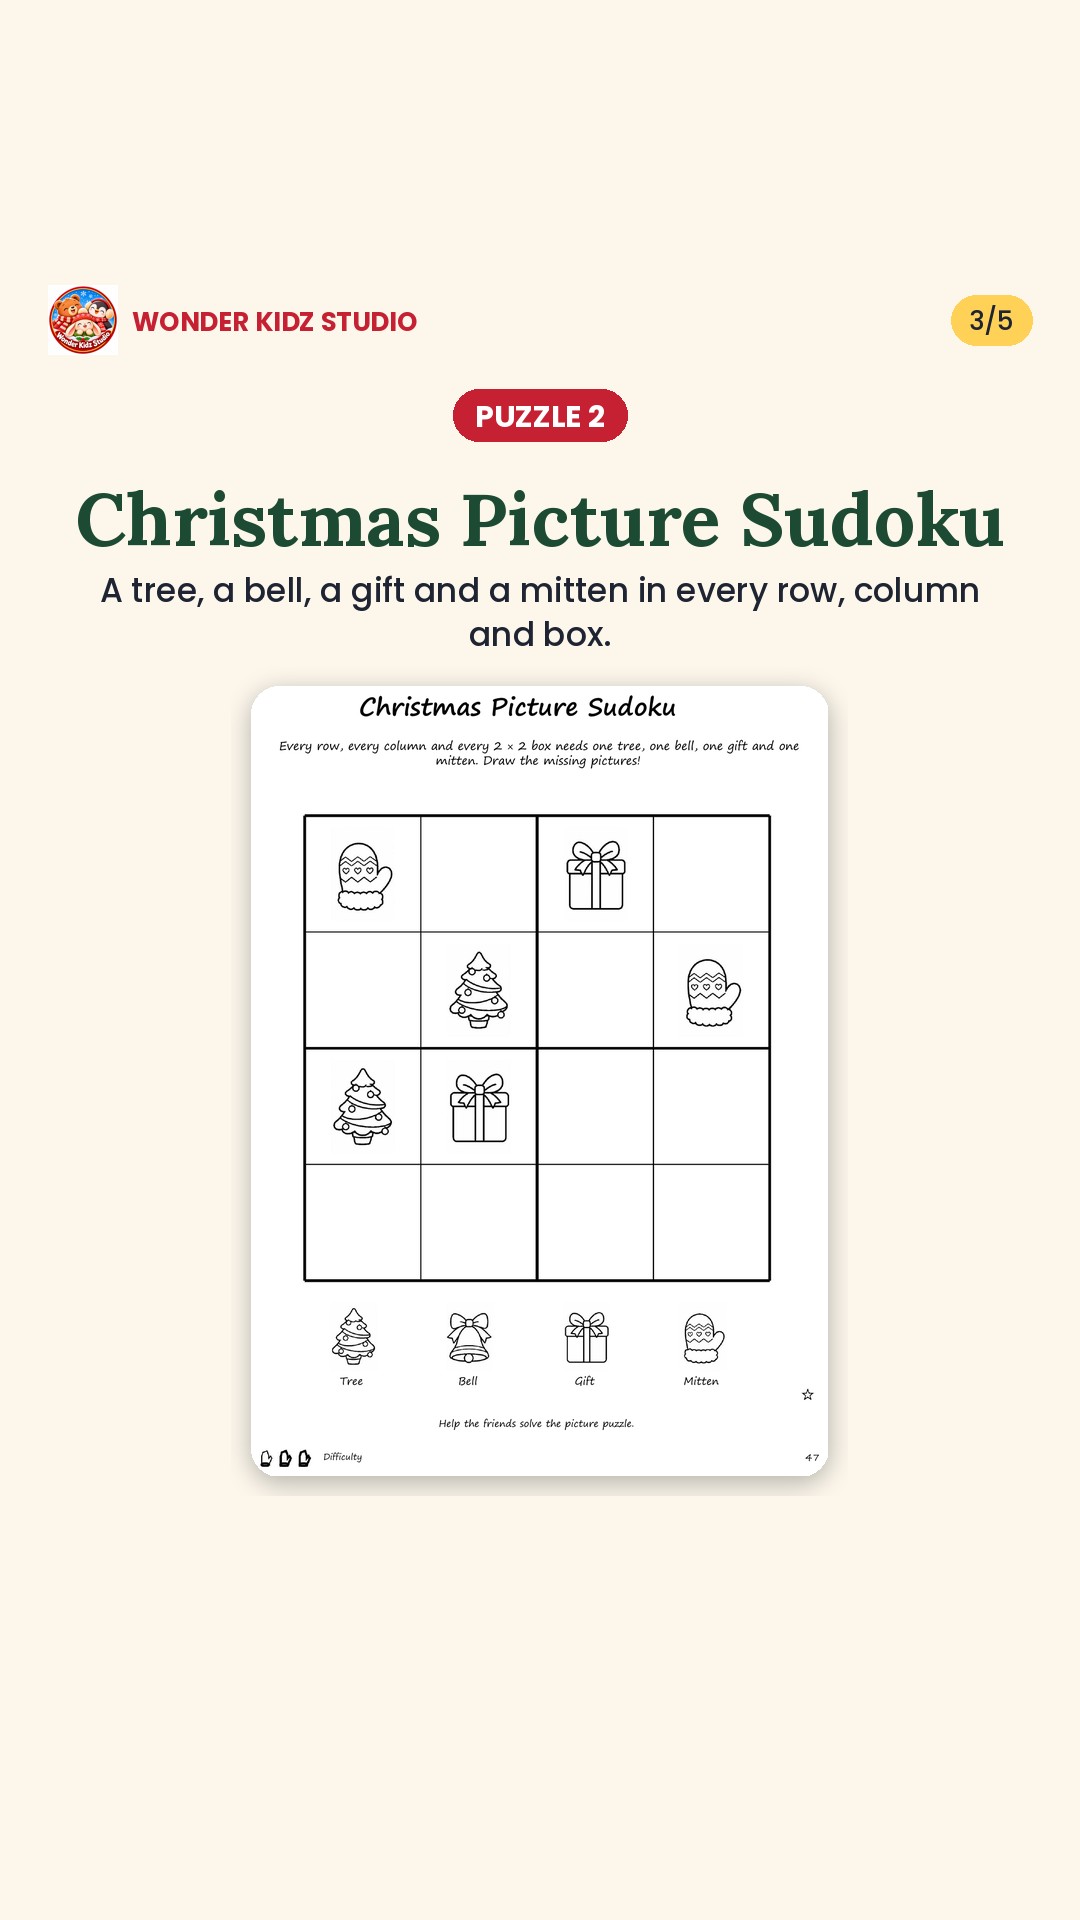 Wonder Kidz Studio
WONDER KIDZ STUDIO
3/5
PUZZLE 2
Christmas Picture Sudoku
A tree, a bell, a gift and a mitten in every row, column
and box.
Christmas Picture Sudoku
Every row, every column and every 2 × 2 box needs one tree, one bell, one gift and one
mitten. Draw the missing pictures!
Tree Bell Gift Mitten
Help the friends solve the picture puzzle.
Difficulty
47